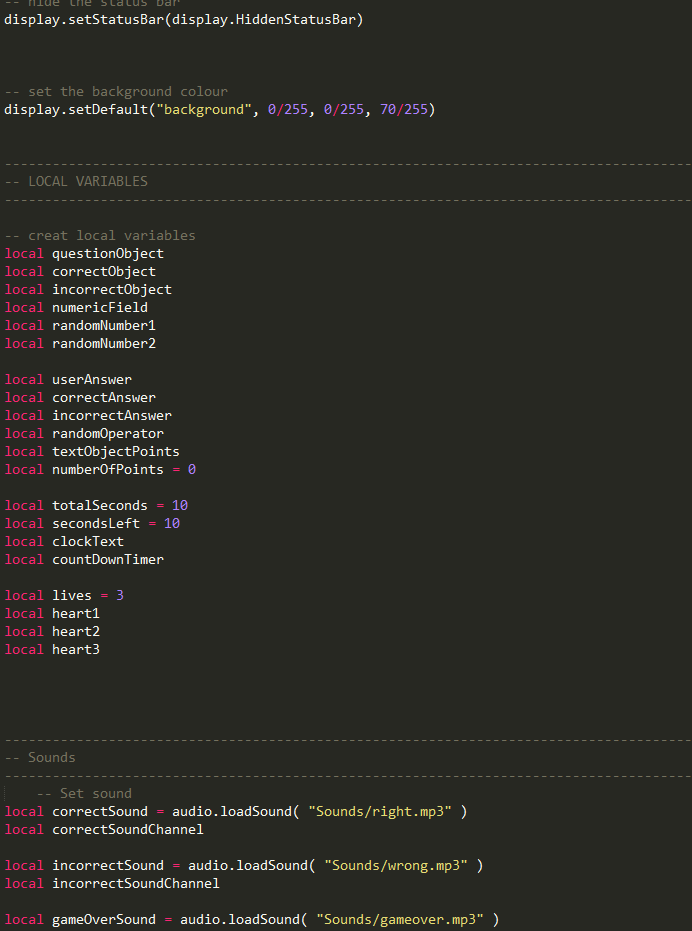 -- hide the status bar
display.setStatusBar(display.HiddenStatusBar)
-- set the background colour
display.setDefault("background", 0/255, 0/255, 70/255)
---------------------------------------------------------------------------------------
-- LOCAL VARIABLES
---------------------------------------------------------------------------------------
-- creat local variables
local questionObject
local correctObject
local incorrectObject
local numericField
local randomNumber1
local randomNumber2
local userAnswer
local correctAnswer
local incorrectAnswer
local randomOperator
local textObjectPoints
local numberOfPoints = 0
local totalSeconds = 10
local secondsLeft = 10
local clockText
local countDownTimer
local lives = 3
local heart1
local heart2
local heart3
---------------------------------------------------------------------------------------
-- Sounds
---------------------------------------------------------------------------------------
-- Set sound
local correctSound = audio.loadSound( "Sounds/right.mp3" )
local correctSoundChannel
local incorrectSound = audio.loadSound( "Sounds/wrong.mp3" )
local incorrectSoundChannel
local gameOverSound = audio.loadSound( "Sounds/gameover.mp3" )